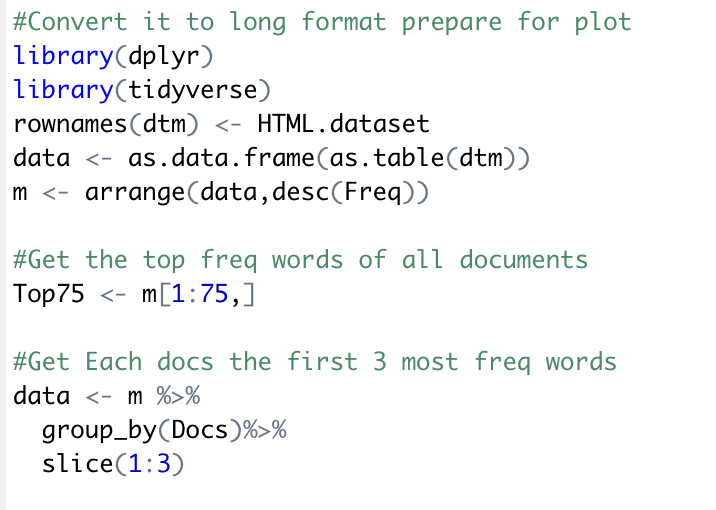 #Convert it to long format prepare for plot
library(dplyr)
library(tidyverse)
rownames(dtm) <- HTML.dataset
data <- as.data.frame(as.table(dtm))
m <- arrange(data,desc(Freq))
#Get the top freq words of all documents
Top75 <- m[1:75,]
#Get Each docs the first 3 most freq words
data <- m %>%
  group_by(Docs)%>%
  slice(1:3)